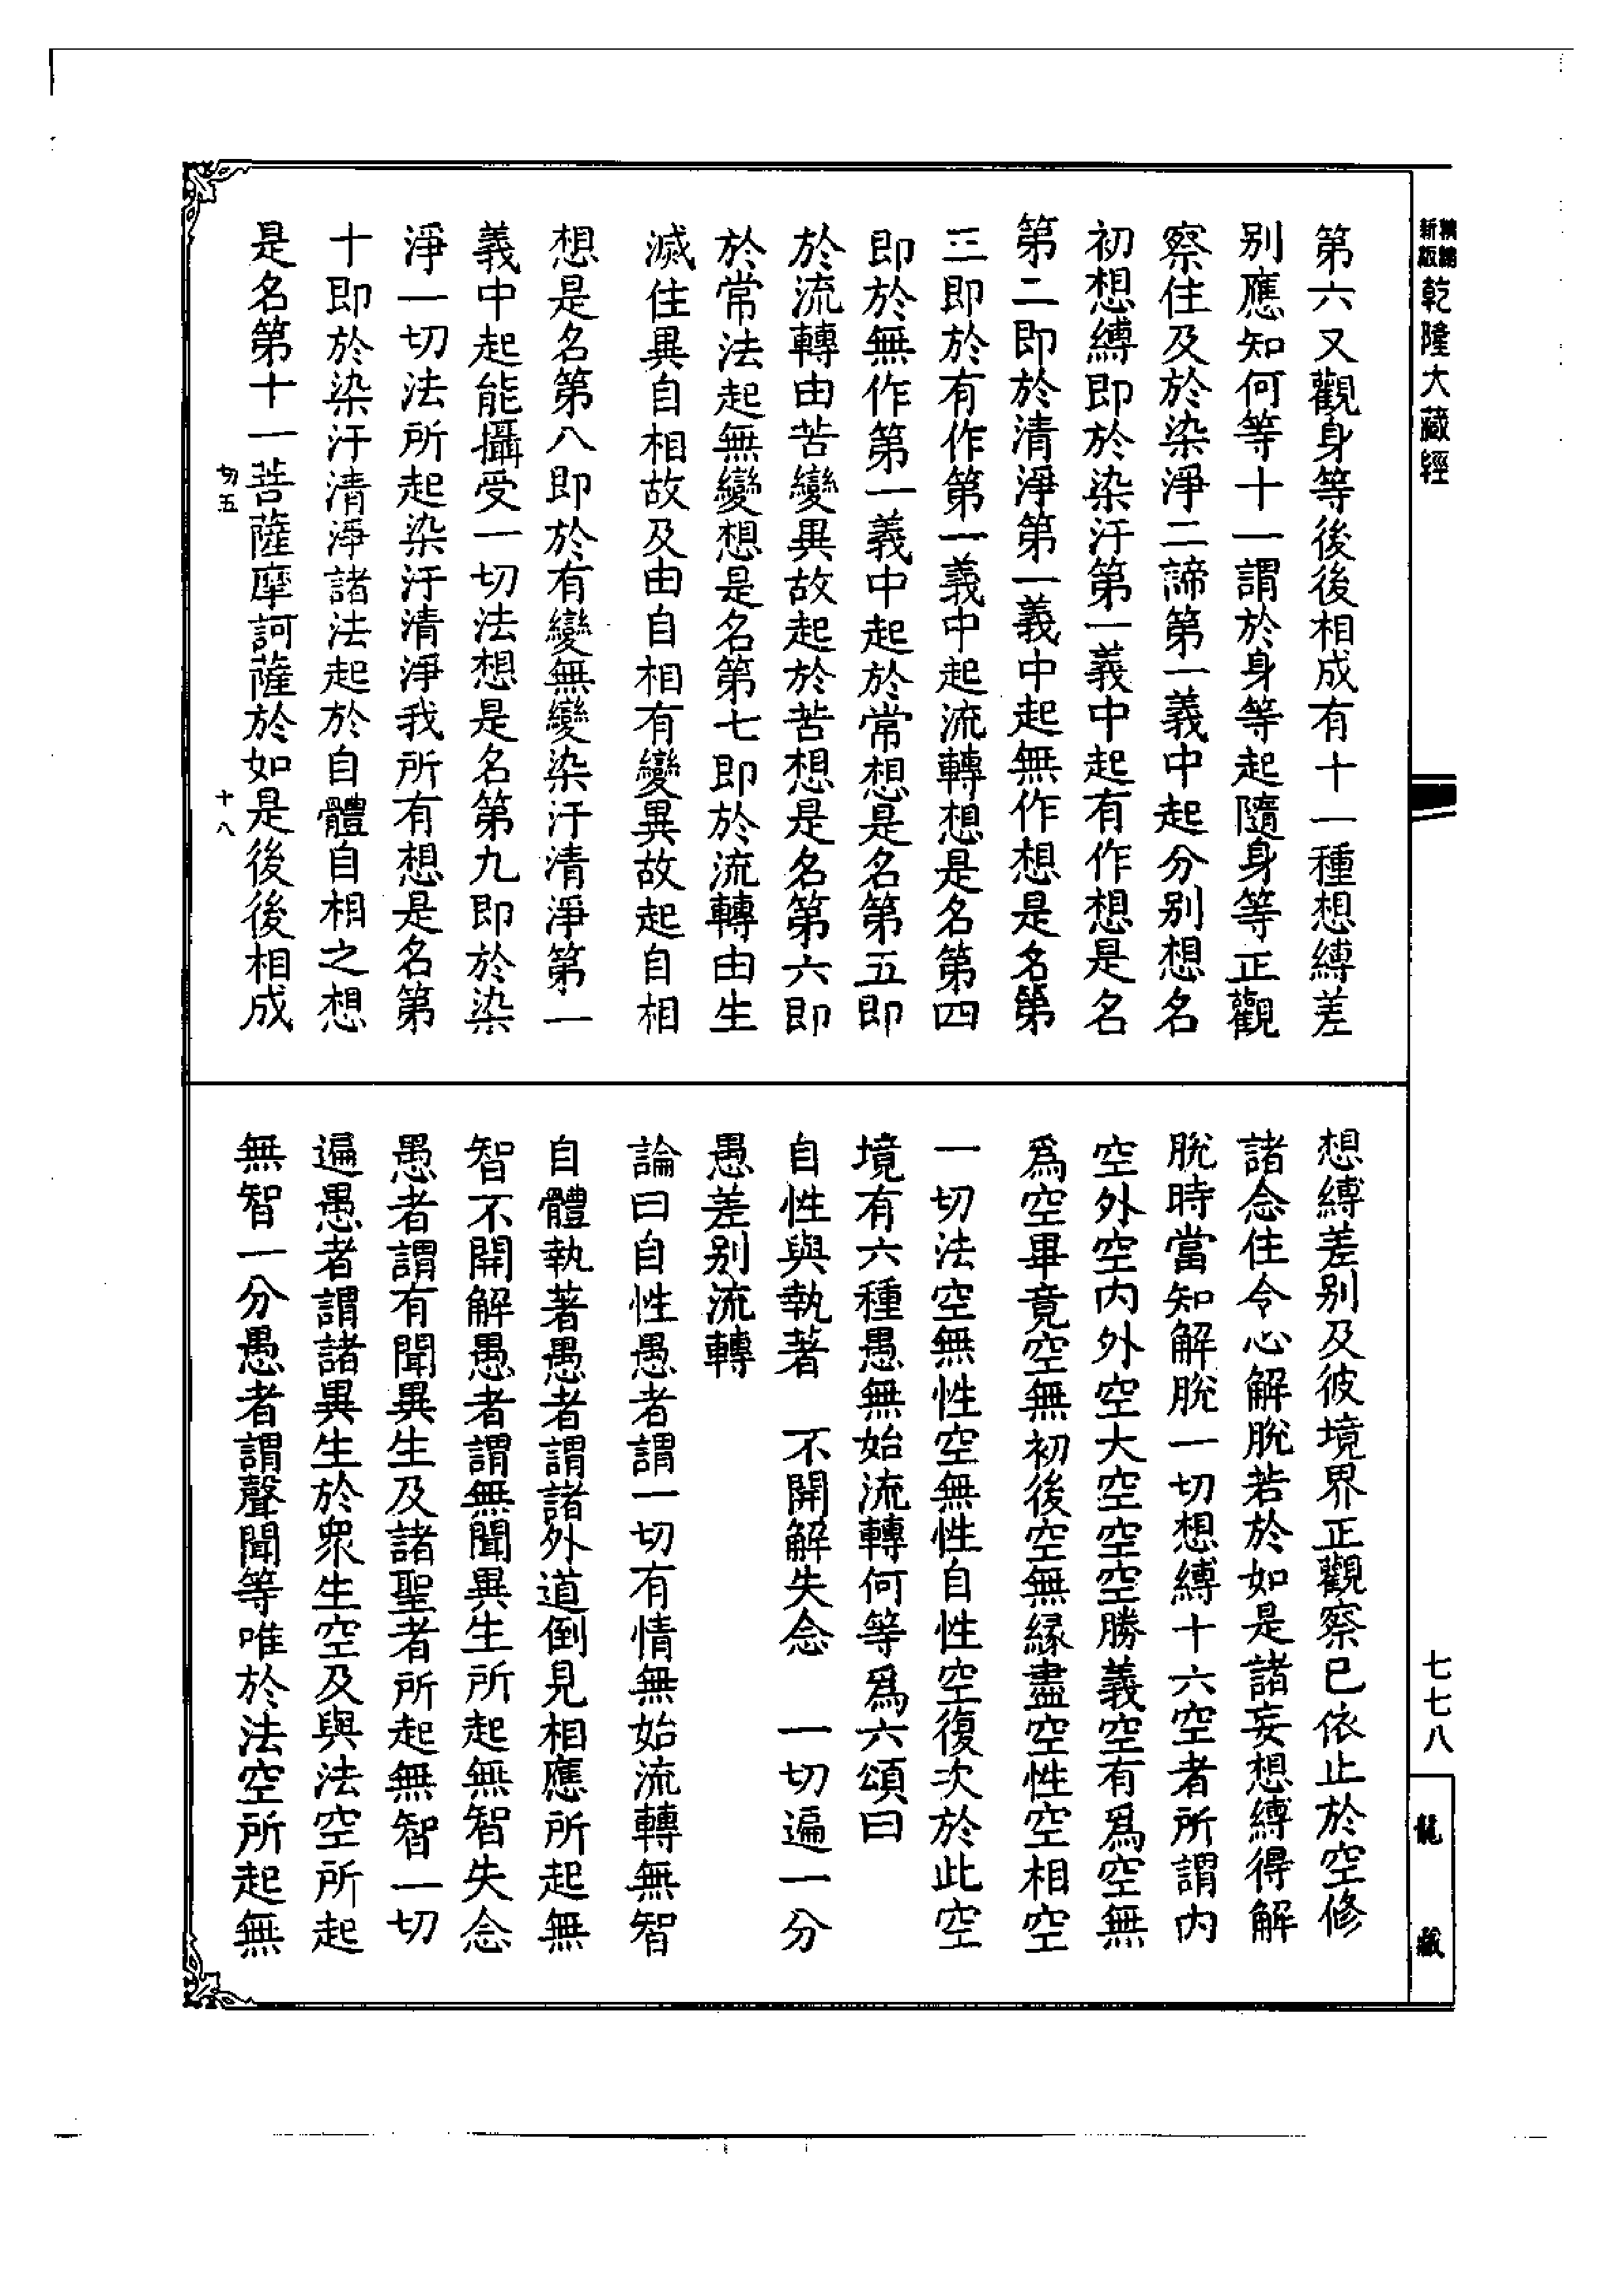 新版
乾隆大藏經
第六又觀身等後後相成有十一種想縛差
別應知何等十一謂於身等起隨身等正觀
察住及於染淨二諦第一義中起分別想名
初想縛即於染汙第一義中起有作想是名
第二即於清淨第一義中起無作想是名第
三即於有作第一義中起流轉想是名第四
即於無作第一義中起於常想是名第五即
於流轉由苦變異故起於苦想是名第六即
於常法起無變想是名第七即於流轉由生
滅住異自相故及由自相有變異故起自相
想是名第八即於有變無變染汙清淨第一
義中起能攝受一切法想是名第九即於染
淨一切法所起染汙清淨我所有想是名第
十即於染汙清淨諸法起於自體自相之想
是名第十一菩薩摩訶薩於如是後後相成
切五
十八
想縛差別及彼境界正觀察已依止於空修
諸念住令心解脫若於如是諸妄想縛得解
脫時當知解脫一切想縛十六空者所謂內
空外空內外空大空空空勝義空有爲空無
爲空畢竟空無初後空無緣盡空性空相空
一切法空無性空無性自性空復次於此空
境有六種愚無始流轉何等爲六頌曰
自性與執著　不開解失念　一切遍一分
愚差別流轉
論曰自性愚者謂一切有情無始流轉無智
自體執著愚者謂諸外道倒見相應所起無
智不開解愚者謂無聞異生所起無智失念
愚者謂有聞異生及諸聖者所起無智一切
遍愚者謂諸異生於衆生空及與法空所起
無智一分愚者謂聲聞等唯於法空所起無
七七八
龍藏